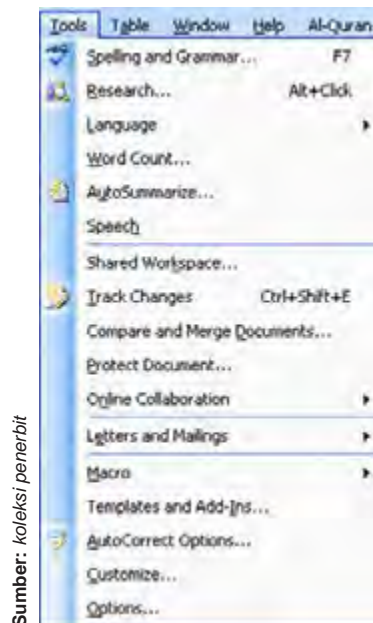 Tools Table Window Help Al-Quran
Spelling and Grammar... F7
Research... Alt+Click
Language
Word Count...
AutoSummarize...
Speech
Shared Workspace...
Track Changes Ctrl+Shift+E
Compare and Merge Documents...
Protect Document...
Online Collaboration
Letters and Mailings
Macro
Templates and Add-Ins...
AutoCorrect Options...
Customize...
Options...
Sumber: koleksi penerbit